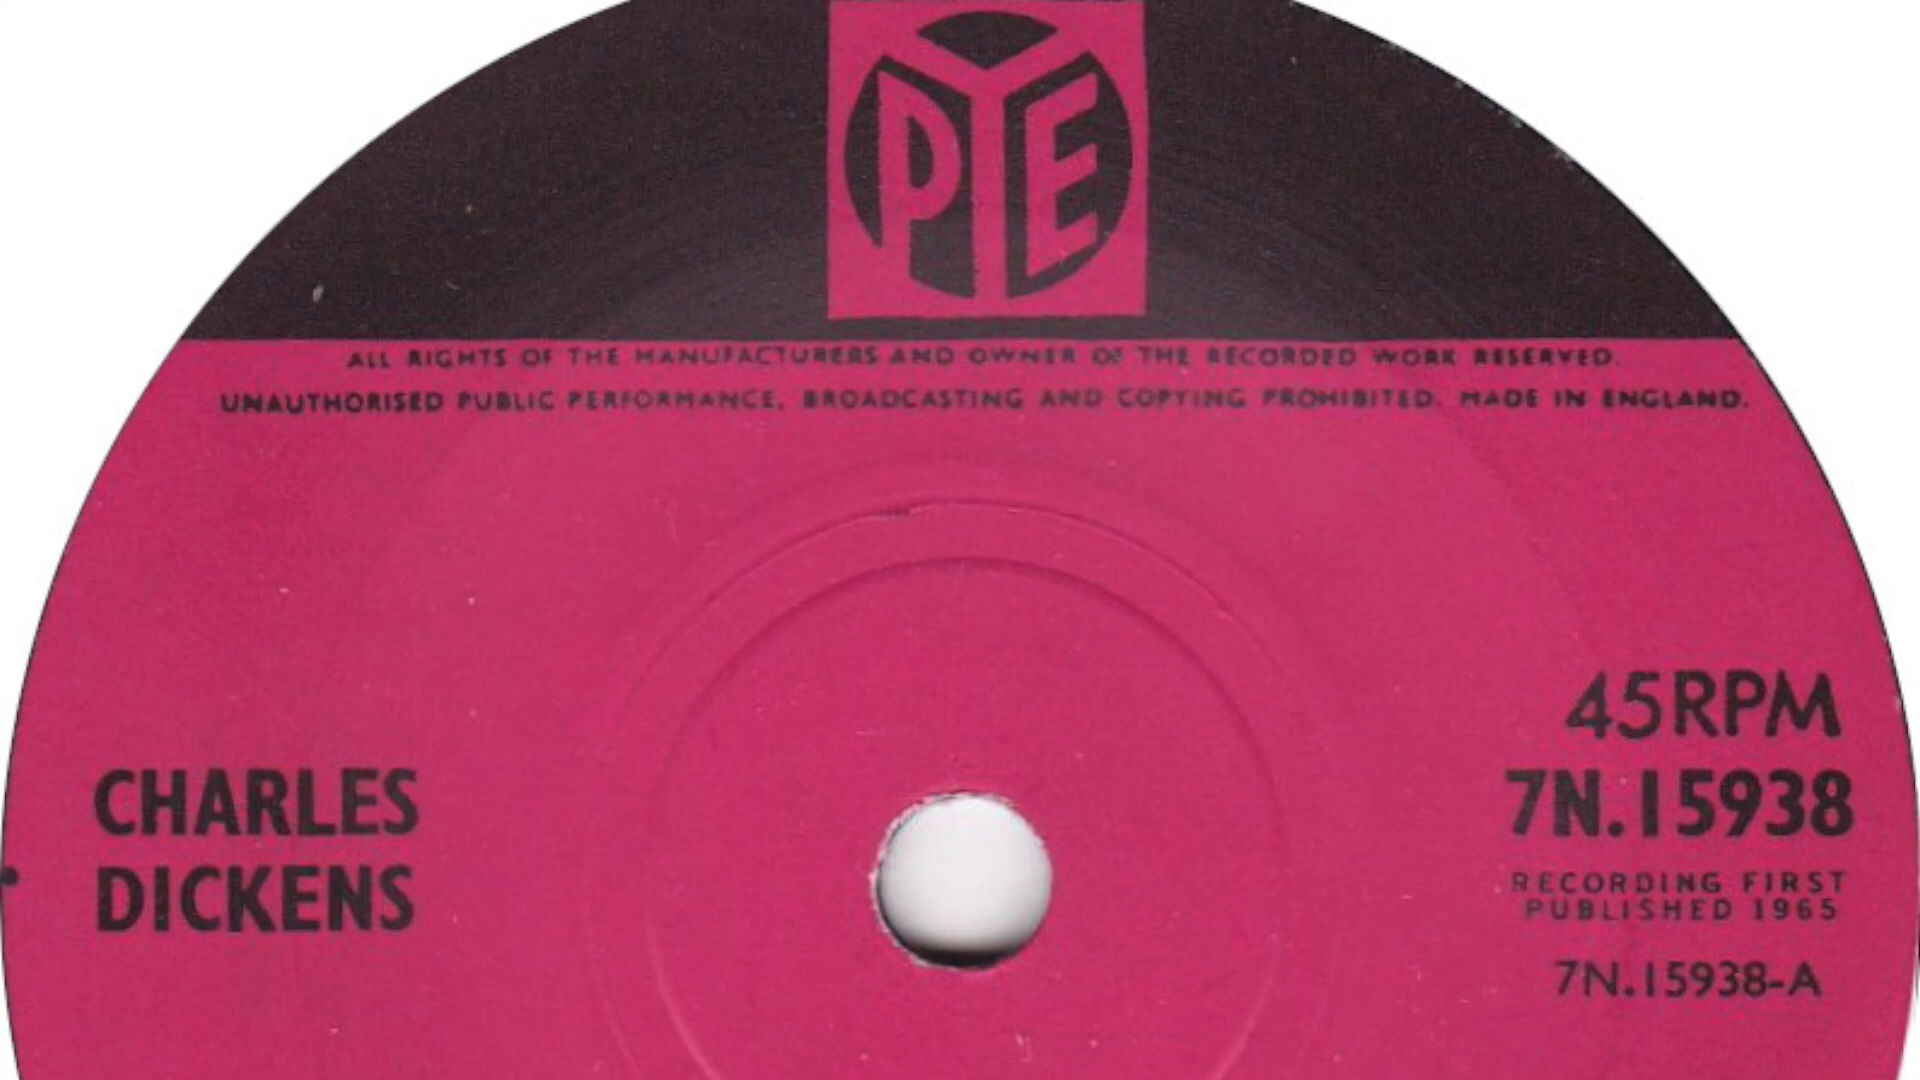 PYE
ALL RIGHTS OF THE MANUFACTURERS AND OWNER OF THE RECORDED WORK RESERVED.
UNAUTHORISED PUBLIC PERFORMANCE, BROADCASTING AND COPYING PROHIBITED. MADE IN ENGLAND.
45RPM
CHARLES
DICKENS
7N.15938
RECORDING FIRST
PUBLISHED 1965
7N.15938-A